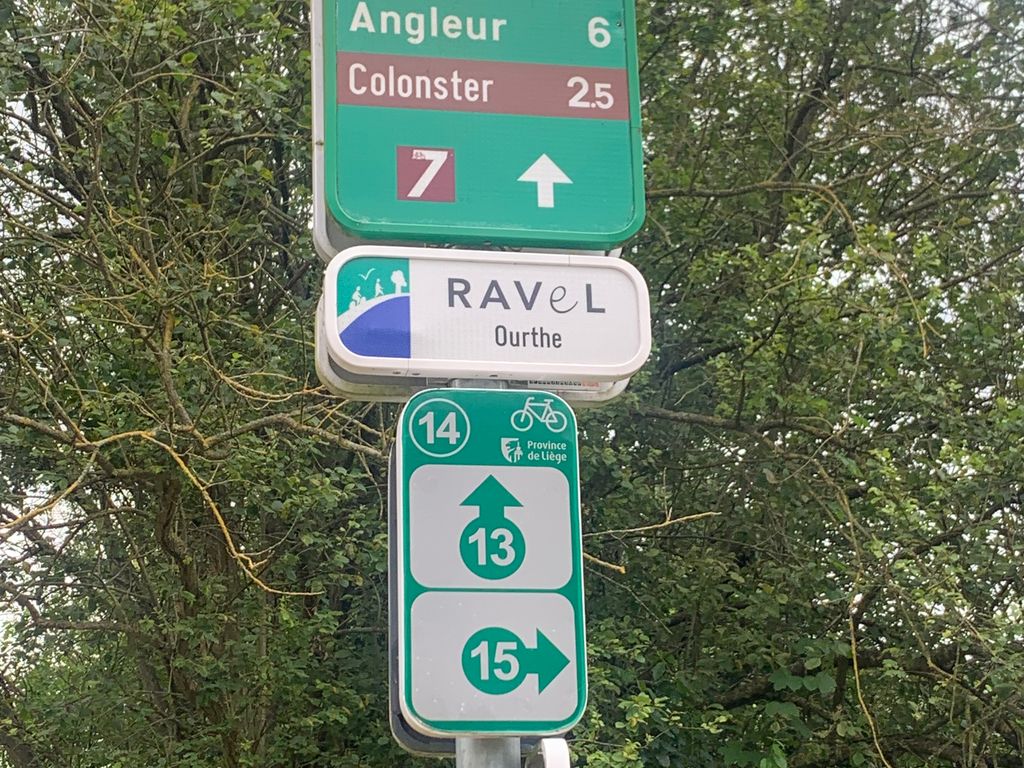 Angleur 6
Colonster 2.5
7
RAVeL
Ourthe
14
Province
de Liège
13
15